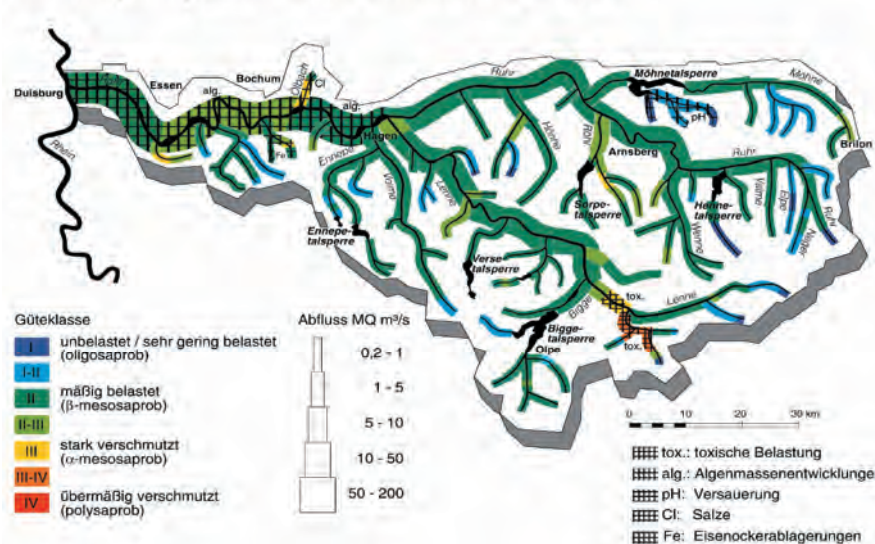 Duisburg
Essen
Bochum
alg.
Ölbach
Cl
alg.
Hagen
Fe
Rhein
Ruhr
Möhnetalsperre
Möhne
pH
Brilon
Hönne
Röhr
Arnsberg
Ruhr
Ennepe
Volme
Lenne
Sorpe-
talsperre
Henne-
talsperre
Wenne
Valme
Elpe
Neger
Ruhr
Ennepe-
talsperre
Verse-
talsperre
Bigge
tox.
Lenne
Bigge-
talsperre
Olpe
tox.
Güteklasse
I unbelastet / sehr gering belastet
(oligosaprob)
I-II
II mäßig belastet
(β-mesosaprob)
II-III
III stark verschmutzt
(α-mesosaprob)
III-IV
IV übermäßig verschmutzt
(polysaprob)
Abfluss MQ m³/s
0,2 - 1
1 - 5
5 - 10
10 - 50
50 - 200
0 10 20 30 km
tox.: toxische Belastung
alg.: Algenmassenentwicklunge
pH: Versauerung
Cl: Salze
Fe: Eisenockerablagerungen